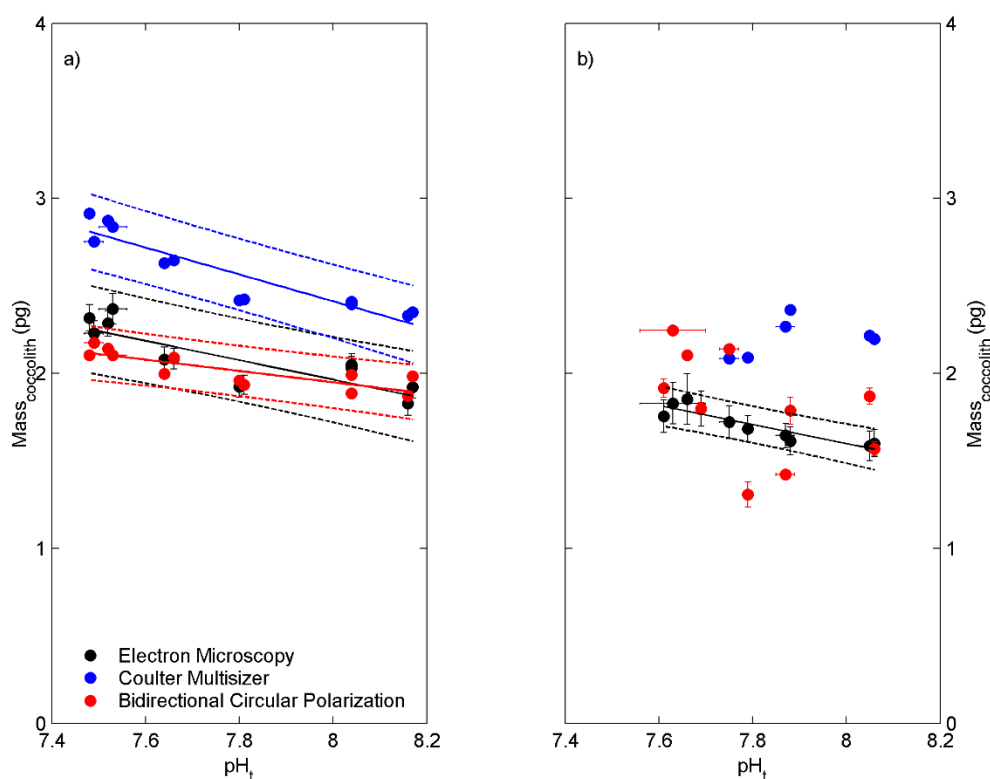 a)
4
3
2
1
0
Mass_coccolith (pg)
7.4
7.6
7.8
8
8.2
pH_t
Electron Microscopy
Coulter Multisizer
Bidirectional Circular Polarization
b)
4
3
2
1
0
Mass_coccolith (pg)
7.4
7.6
7.8
8
8.2
pH_t